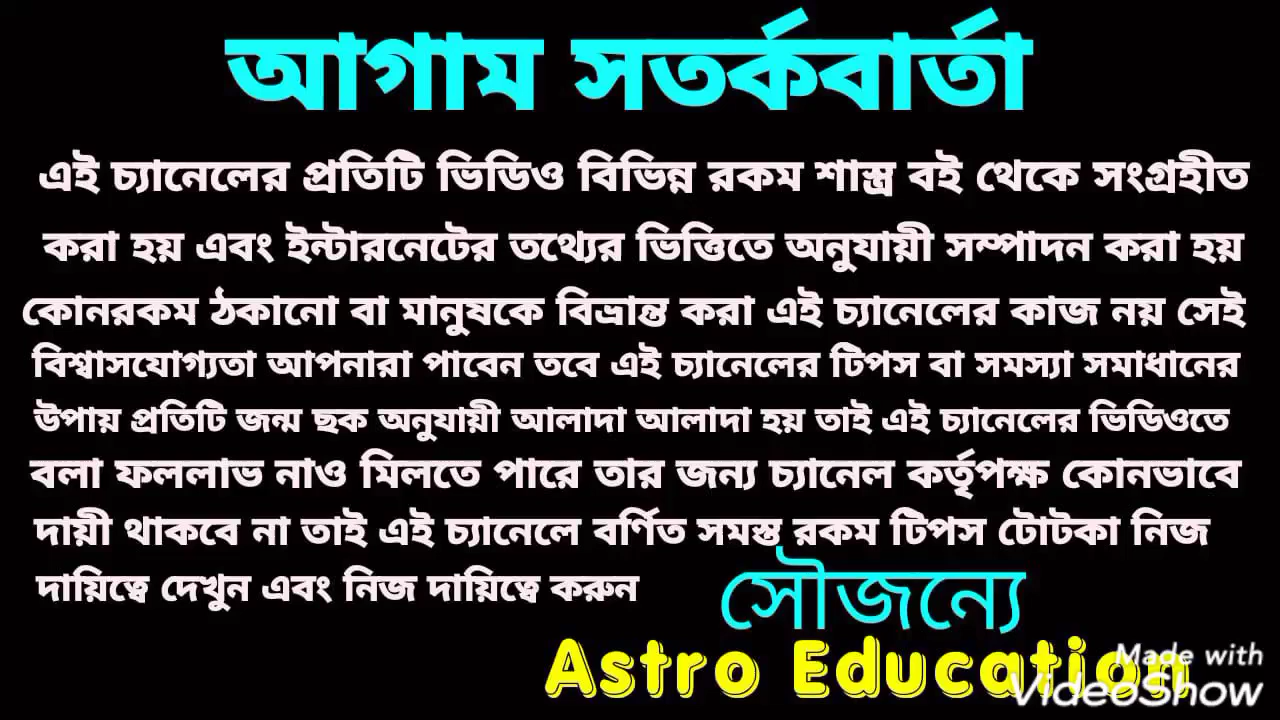 আগাম সতর্কবার্তা
এই চ্যানেলের প্রতিটি ভিডিও বিভিন্ন রকম শাস্ত্র বই থেকে সংগ্রহীত
করা হয় এবং ইন্টারনেটের তথ্যের ভিত্তিতে অনুযায়ী সম্পাদন করা হয়
কোনরকম ঠকানো বা মানুষকে বিভ্রান্ত করা এই চ্যানেলের কাজ নয় সেই
বিশ্বাসযোগ্যতা আপনারা পাবেন তবে এই চ্যানেলের টিপস বা সমস্যা সমাধানের
উপায় প্রতিটি জন্ম ছক অনুযায়ী আলাদা আলাদা হয় তাই এই চ্যানেলের ভিডিওতে
বলা ফললাভ নাও মিলতে পারে তার জন্য চ্যানেল কর্তৃপক্ষ কোনভাবে
দায়ী থাকবে না তাই এই চ্যানেলে বর্ণিত সমস্ত রকম টিপস টোটকা নিজ
দায়িত্বে দেখুন এবং নিজ দায়িত্বে করুন
সৌজন্যে
Astro Education
Made with
VideoShow